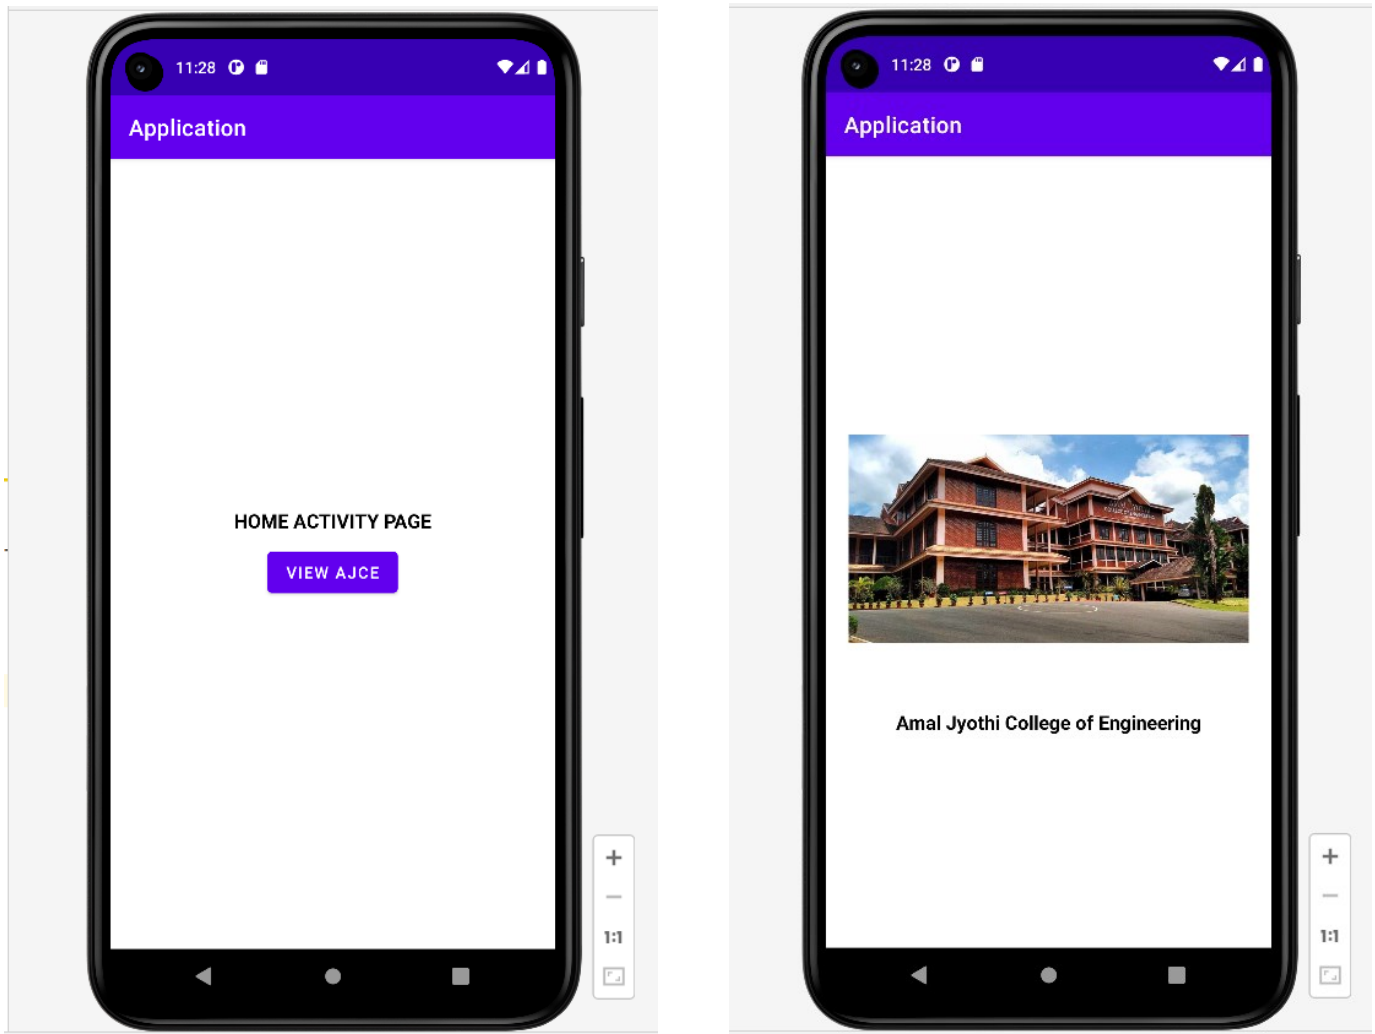 11:28
Application
HOME ACTIVITY PAGE
VIEW AJCE
1:1
11:28
Application
Amal Jyothi College of Engineering
1:1